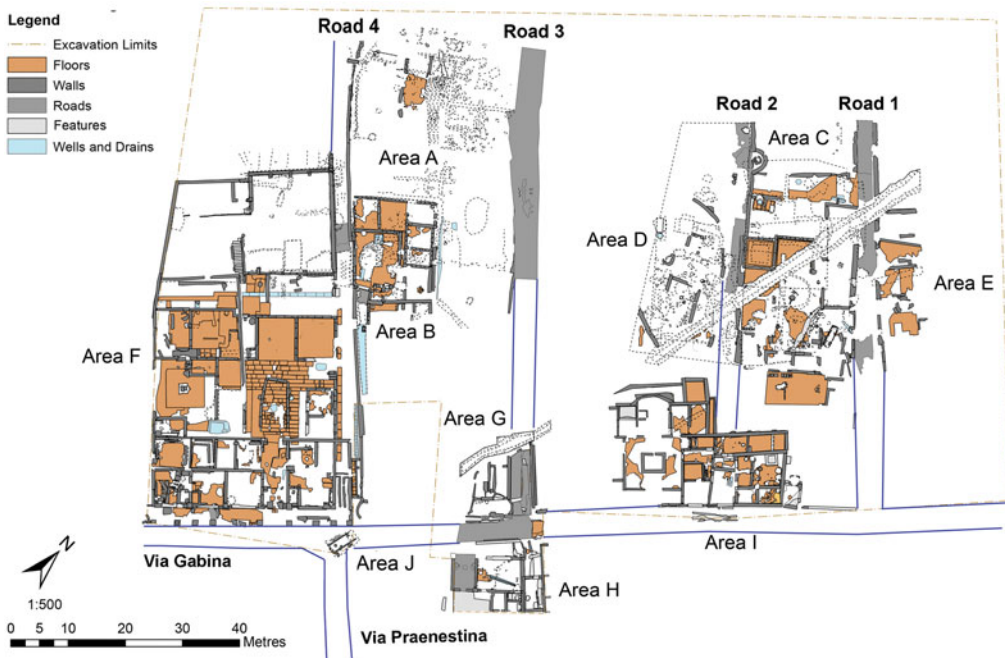 Legend
Excavation Limits
Floors
Walls
Roads
Features
Wells and Drains
Road 4
Road 3
Road 2
Road 1
Area A
Area C
Area D
Area E
Area B
Area F
Area G
Area I
Area J
Area H
Via Gabina
Via Praenestina
N
1:500
0 5 10 20 30 40 Metres